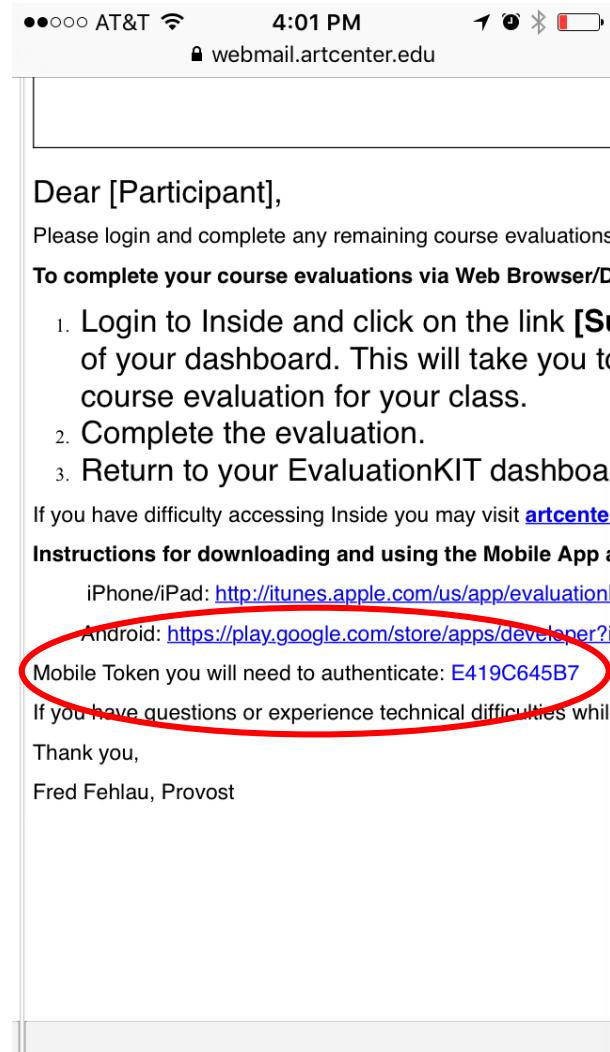 AT&T 4:01 PM
webmail.artcenter.edu
Dear [Participant],
Please login and complete any remaining course evaluations
To complete your course evaluations via Web Browser/D
1. Login to Inside and click on the link [Su
of your dashboard. This will take you to
course evaluation for your class.
2. Complete the evaluation.
3. Return to your EvaluationKIT dashboa
If you have difficulty accessing Inside you may visit artcente
Instructions for downloading and using the Mobile App a
iPhone/iPad: http://itunes.apple.com/us/app/evaluationl
Android: https://play.google.com/store/apps/developer?i
Mobile Token you will need to authenticate: E419C645B7
If you have questions or experience technical difficulties whil
Thank you,
Fred Fehlau, Provost